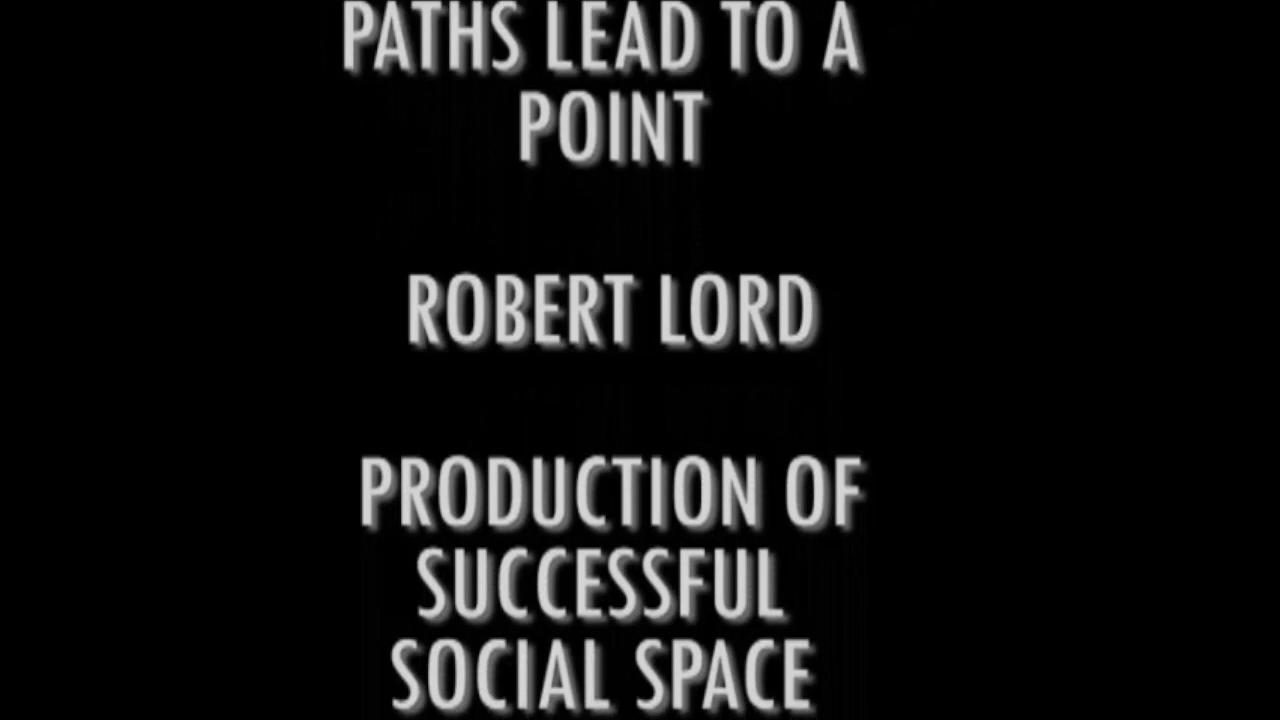 PATHS LEAD TO A
POINT
ROBERT LORD
PRODUCTION OF
SUCCESSFUL
SOCIAL SPACE